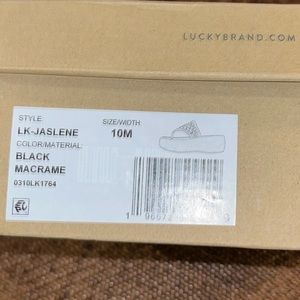 LUCKYBRAND.COM
STYLE:
LK-JASLENE
SIZE/WIDTH:
10M
COLOR/MATERIAL:
BLACK
MACRAME
0310LK1764